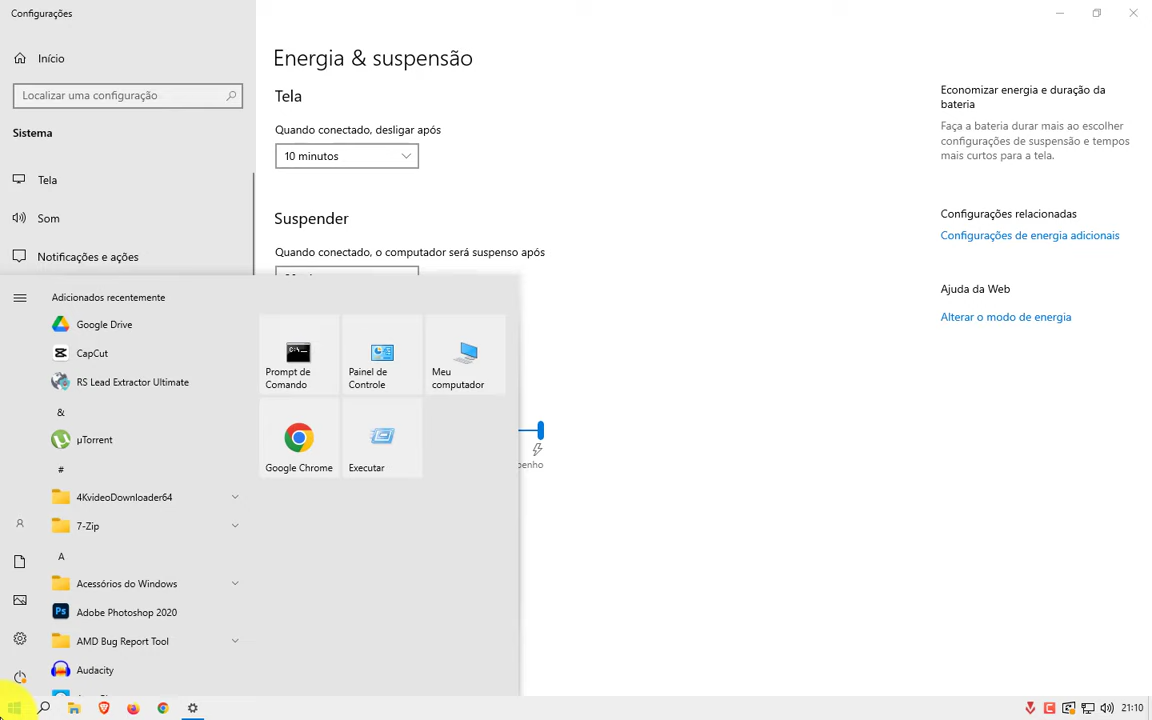 Configurações
Início
Localizar uma configuração
Sistema
Tela
Som
Notificações e ações
Energia & suspensão
Tela
Quando conectado, desligar após
10 minutos
Suspender
Quando conectado, o computador será suspenso após
Economizar energia e duração da
bateria
Faça a bateria durar mais ao escolher
configurações de suspensão e tempos
mais curtos para a tela.
Configurações relacionadas
Configurações de energia adicionais
Ajuda da Web
Alterar o modo de energia
Adicionados recentemente
Google Drive
CapCut
RS Lead Extractor Ultimate
&
µTorrent
#
4KvideoDownloader64
7-Zip
A
Acessórios do Windows
Ps
Adobe Photoshop 2020
AMD Bug Report Tool
Audacity
C:\_
Prompt de
Comando
Painel de
Controle
Meu
computador
Google Chrome
Executar
penho
21:10